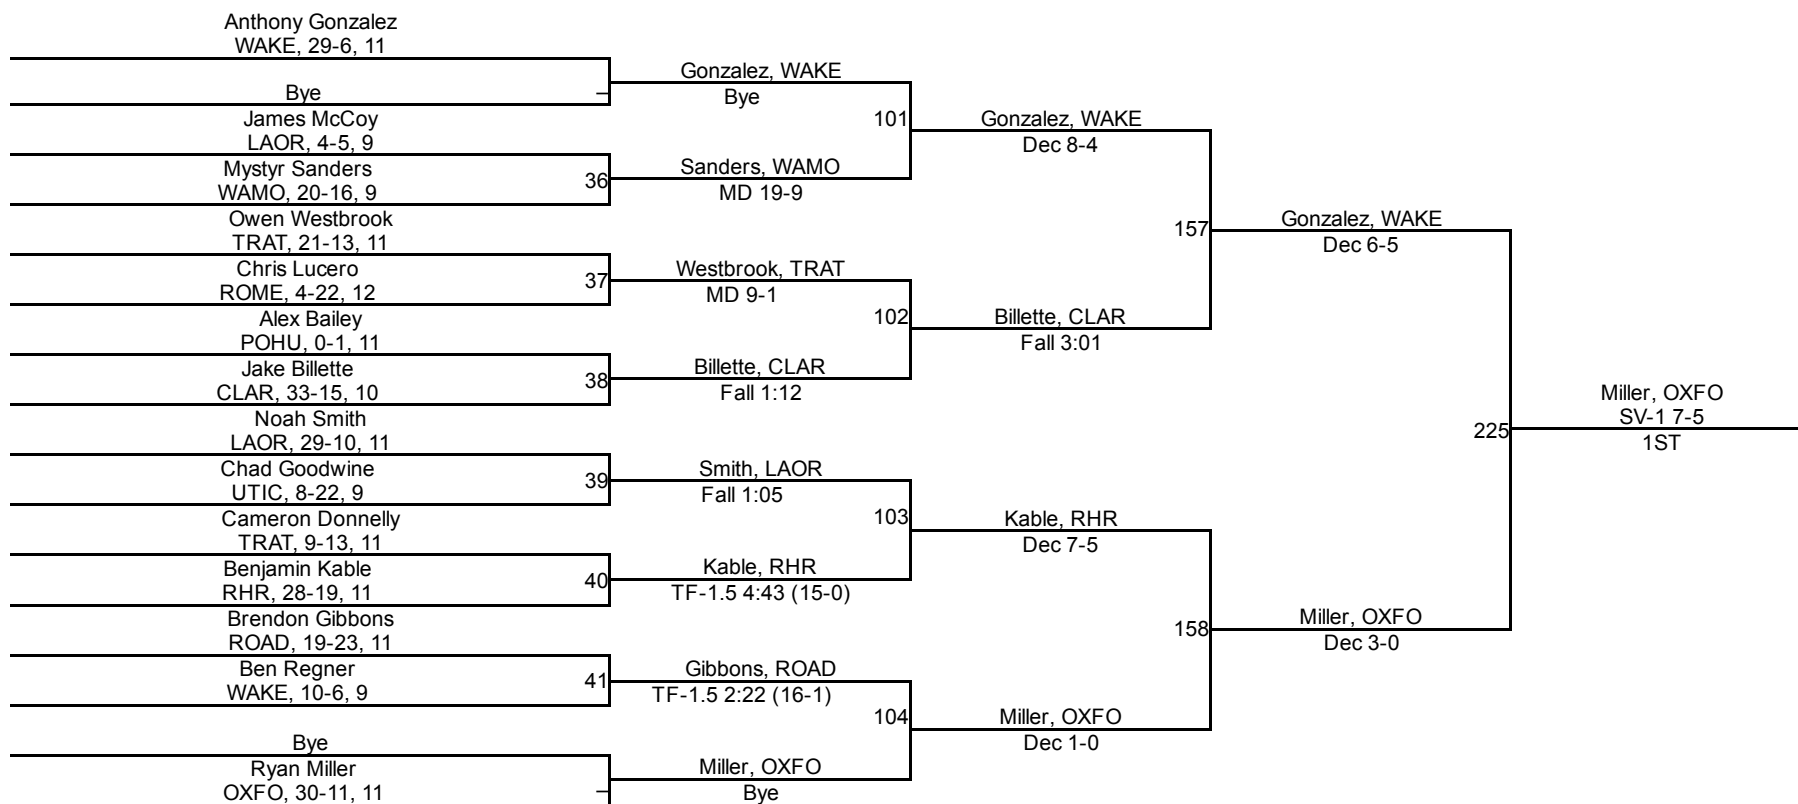 Anthony Gonzalez
WAKE, 29-6, 11
Bye
James McCoy
LAOR, 4-5, 9
Mystyr Sanders
WAMO, 20-16, 9
Owen Westbrook
TRAT, 21-13, 11
Chris Lucero
ROME, 4-22, 12
Alex Bailey
POHU, 0-1, 11
Jake Billette
CLAR, 33-15, 10
Noah Smith
LAOR, 29-10, 11
Chad Goodwine
UTIC, 8-22, 9
Cameron Donnelly
TRAT, 9-13, 11
Benjamin Kable
RHR, 28-19, 11
Brendon Gibbons
ROAD, 19-23, 11
Ben Regner
WAKE, 10-6, 9
Bye
Ryan Miller
OXFO, 30-11, 11
–
36
37
38
39
40
41
–
Gonzalez, WAKE
Bye
Sanders, WAMO
MD 19-9
Westbrook, TRAT
MD 9-1
Billette, CLAR
Fall 1:12
Smith, LAOR
Fall 1:05
Kable, RHR
TF-1.5 4:43 (15-0)
Gibbons, ROAD
TF-1.5 2:22 (16-1)
Miller, OXFO
Bye
101
102
103
104
Gonzalez, WAKE
Dec 8-4
Billette, CLAR
Fall 3:01
Kable, RHR
Dec 7-5
Miller, OXFO
Dec 1-0
157
158
Gonzalez, WAKE
Dec 6-5
Miller, OXFO
Dec 3-0
225
Miller, OXFO
SV-1 7-5
1ST